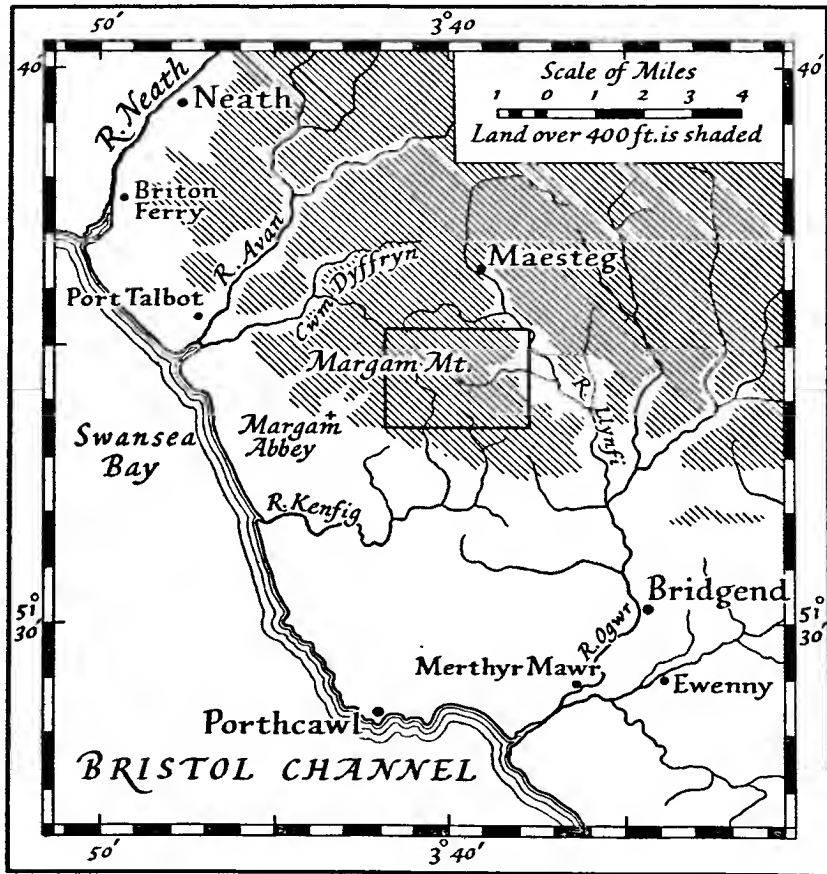 50'
3° 40'
40'
Scale of Miles
1 0 1 2 3 4
Land over 400 ft. is shaded
40'
R. Neath
Neath
Briton
Ferry
R. Avan
Maesteg
Port Talbot
Cwm Dyffryn
Margam Mt.
R. Llynfi
Margam
Abbey
Swansea
Bay
R. Kenfig
51°
30'
Bridgend
51°
30'
R. Ogwr
Merthyr Mawr
Ewenny
Porthcawl
BRISTOL CHANNEL
50'
3° 40'